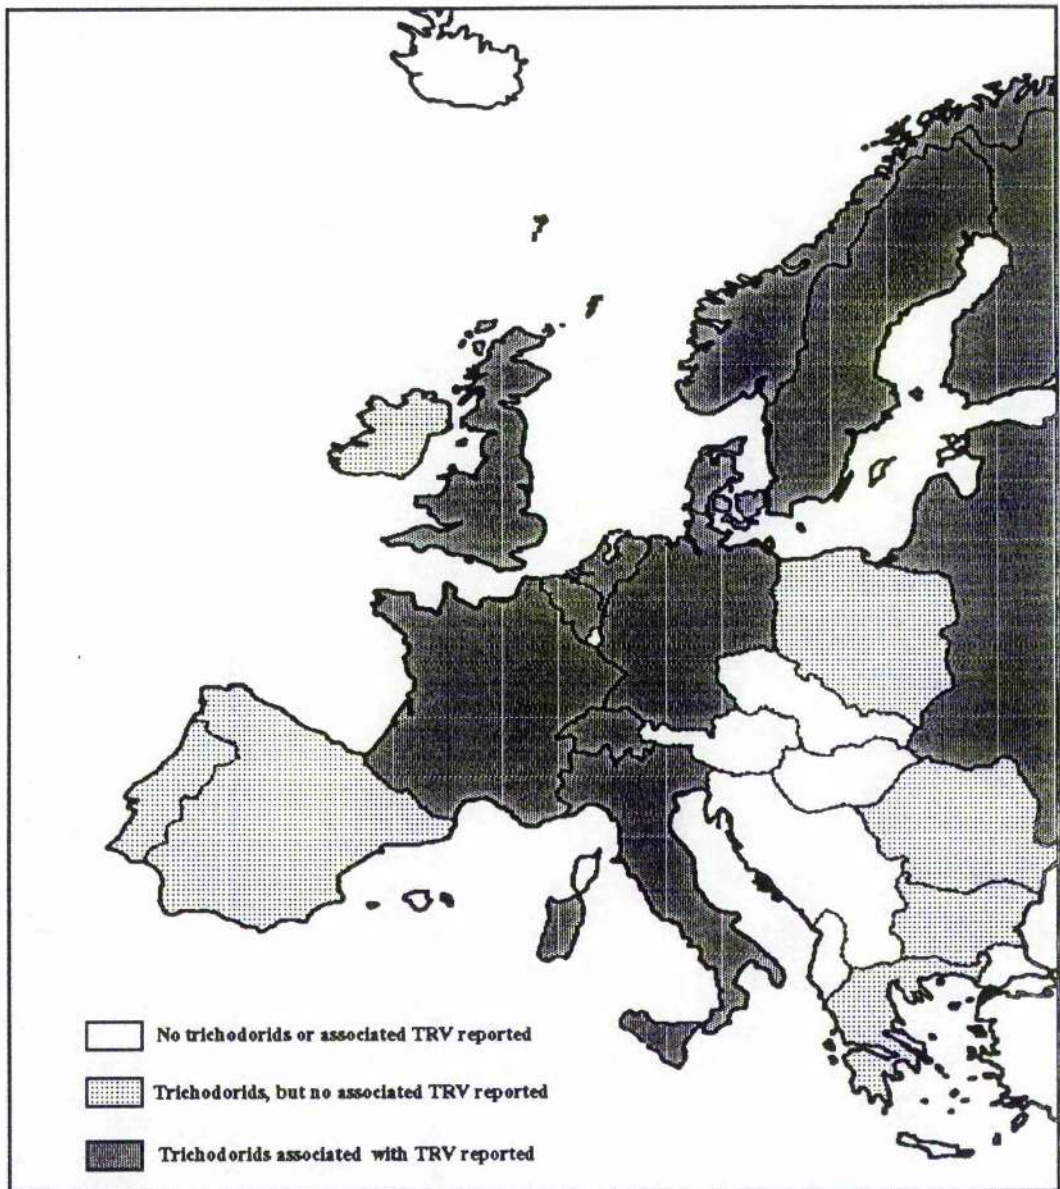 No trichodorids or associated TRV reported
Trichodorids, but no associated TRV reported
Trichodorids associated with TRV reported